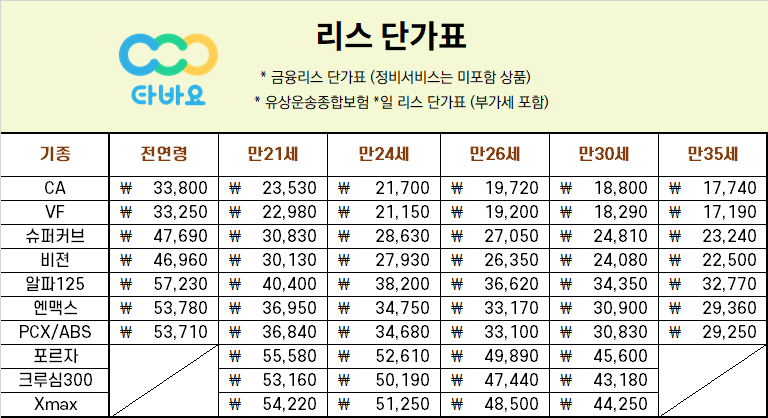 리스 단가표
타바요
* 금융리스 단가표 (정비서비스는 미포함 상품)
* 유상운송종합보험 *일 리스 단가표 (부가세 포함)
기종 전연령 만21세 만24세 만26세 만30세 만35세
CA ₩ 33,800 ₩ 23,530 ₩ 21,700 ₩ 19,720 ₩ 18,800 ₩ 17,740
VF ₩ 33,250 ₩ 22,980 ₩ 21,150 ₩ 19,200 ₩ 18,290 ₩ 17,190
슈퍼커브 ₩ 47,690 ₩ 30,830 ₩ 28,630 ₩ 27,050 ₩ 24,810 ₩ 23,240
비젼 ₩ 46,960 ₩ 30,130 ₩ 27,930 ₩ 26,350 ₩ 24,080 ₩ 22,500
알파125 ₩ 57,230 ₩ 40,400 ₩ 38,200 ₩ 36,620 ₩ 34,350 ₩ 32,770
엔맥스 ₩ 53,780 ₩ 36,950 ₩ 34,750 ₩ 33,170 ₩ 30,900 ₩ 29,360
PCX/ABS ₩ 53,710 ₩ 36,840 ₩ 34,680 ₩ 33,100 ₩ 30,830 ₩ 29,250
포르자 ₩ 55,580 ₩ 52,610 ₩ 49,890 ₩ 45,600
크루심300 ₩ 53,160 ₩ 50,190 ₩ 47,440 ₩ 43,180
Xmax ₩ 54,220 ₩ 51,250 ₩ 48,500 ₩ 44,250